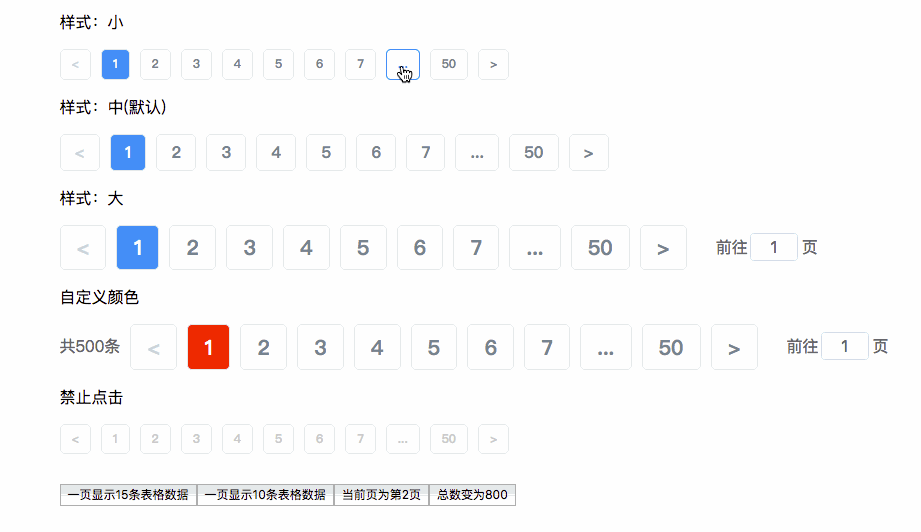 样式：小
< 1 2 3 4 5 6 7 ... 50 >
样式：中(默认)
< 1 2 3 4 5 6 7 ... 50 >
样式：大
< 1 2 3 4 5 6 7 ... 50 > 前往 1 页
自定义颜色
共500条 < 1 2 3 4 5 6 7 ... 50 > 前往 1 页
禁止点击
< 1 2 3 4 5 6 7 ... 50 >
一页显示15条表格数据 一页显示10条表格数据 当前页为第2页 总数变为800